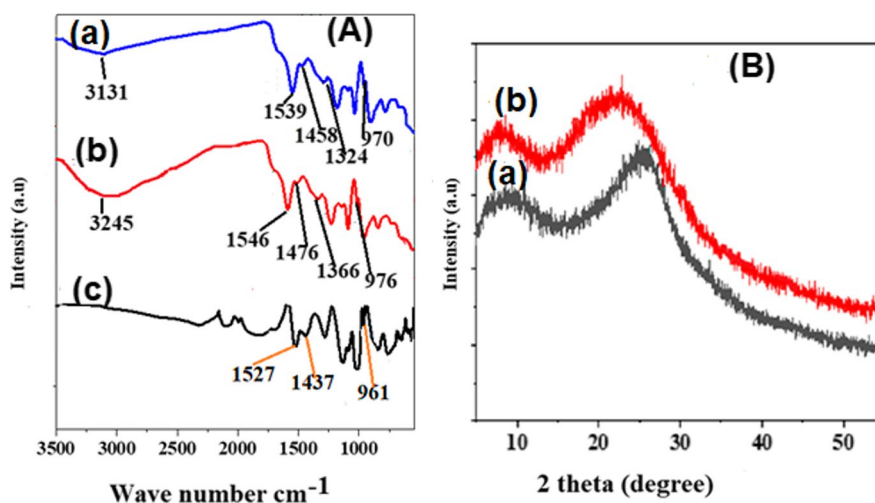 (A)
(a)
3131
1539
1458
1324
970
(b)
3245
1546
1476
1366
976
(c)
1527
1437
961
Intensity (a.u)
3500 3000 2500 2000 1500 1000
Wave number cm-1
(B)
(b)
(a)
Intensity (a.u)
10 20 30 40 50
2 theta (degree)